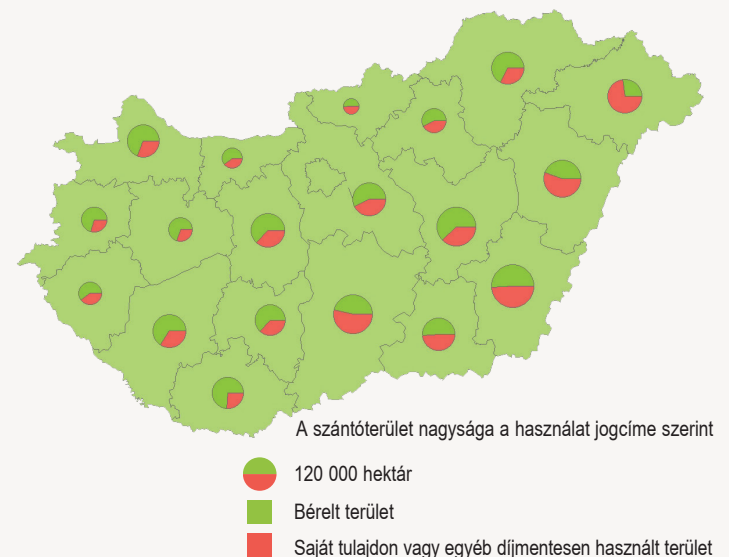 A szántóterület nagysága a használat jogcíme szerint
120 000 hektár
Bérelt terület
Saját tulajdon vagy egyéb díjmentesen használt terület